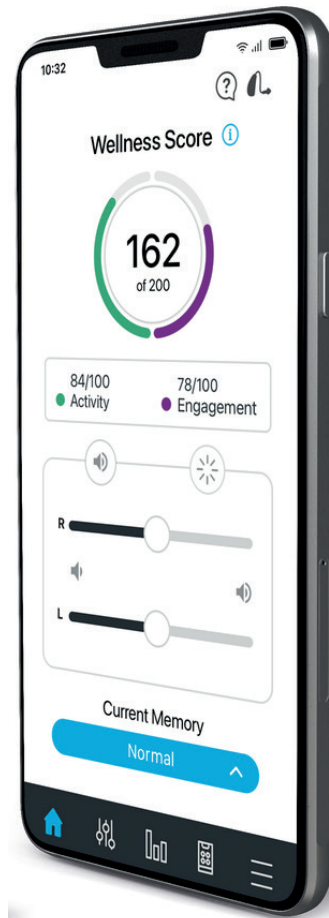 10:32
Wellness Score
162
of 200
84/100
Activity
78/100
Engagement
R
L
Current Memory
Normal